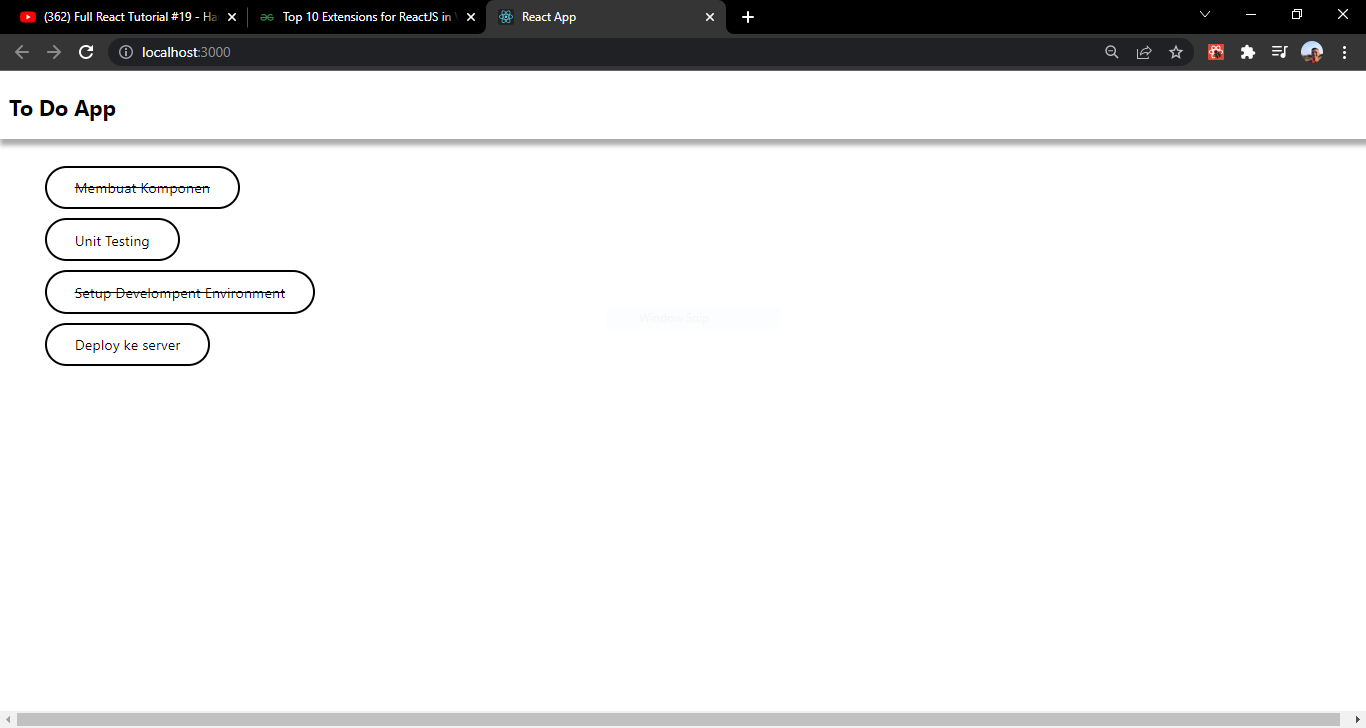 (362) Full React Tutorial #19 - Ha
Top 10 Extensions for ReactJS in
React App
localhost:3000
To Do App
Membuat Komponen
Unit Testing
Setup Develompent Environment
Window Snip
Deploy ke server